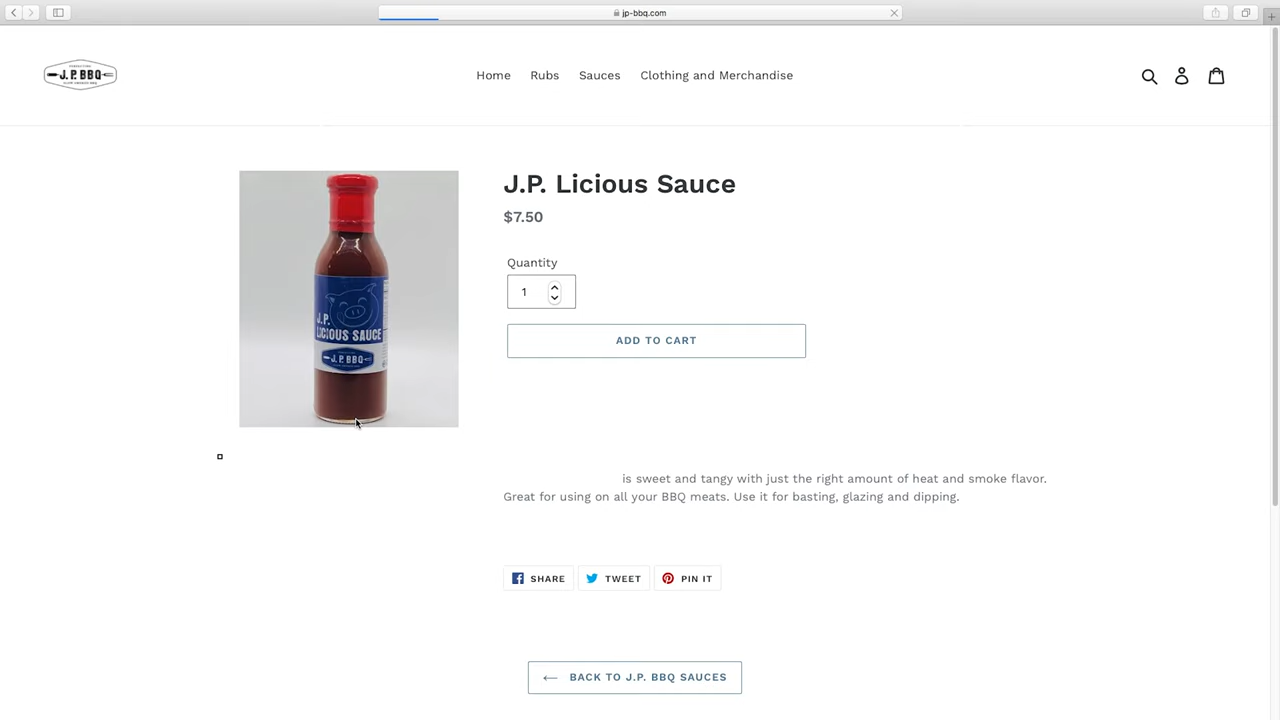 jp-bbq.com
J.P. BBQ
Home Rubs Sauces Clothing and Merchandise
J.P. Licious Sauce
$7.50
Quantity
1
ADD TO CART
J.P.
LICIOUS SAUCE
J.P. BBQ
is sweet and tangy with just the right amount of heat and smoke flavor.
Great for using on all your BBQ meats. Use it for basting, glazing and dipping.
SHARE TWEET PIN IT
BACK TO J.P. BBQ SAUCES